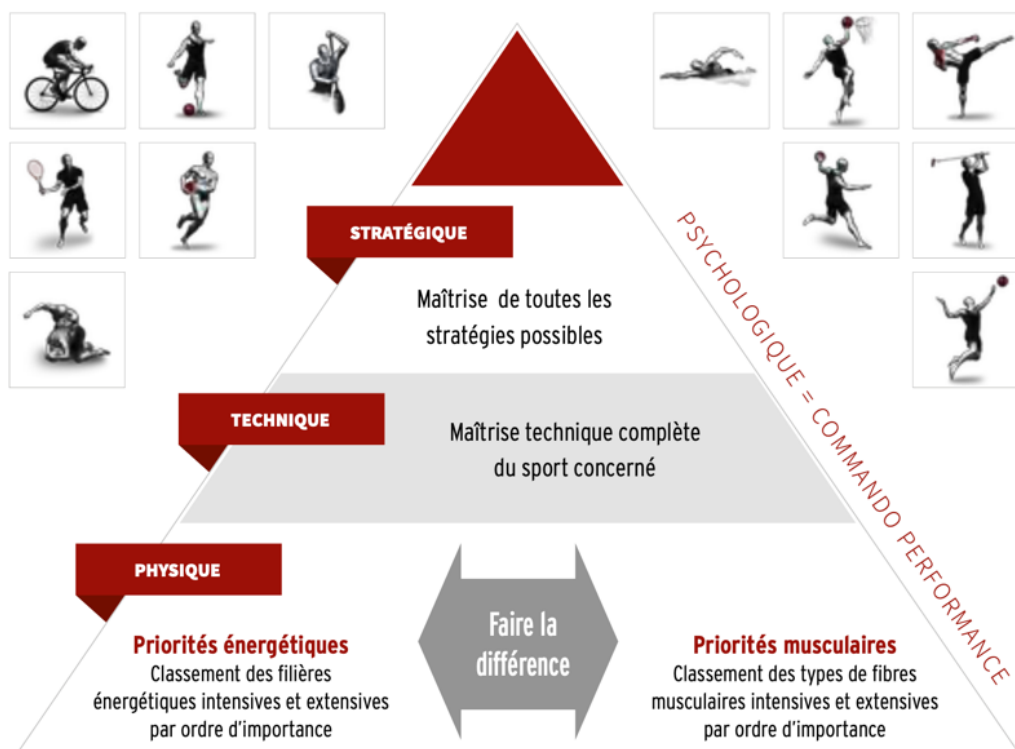 STRATÉGIQUE
Maîtrise de toutes les
stratégies possibles
TECHNIQUE
Maîtrise technique complète
du sport concerné
PSYCHOLOGIQUE = COMMANDO PERFORMANCE
PHYSIQUE
Priorités énergétiques
Classement des filières
énergétiques intensives et extensives
par ordre d'importance
Faire la
différence
Priorités musculaires
Classement des types de fibres
musculaires intensives et extensives
par ordre d'importance